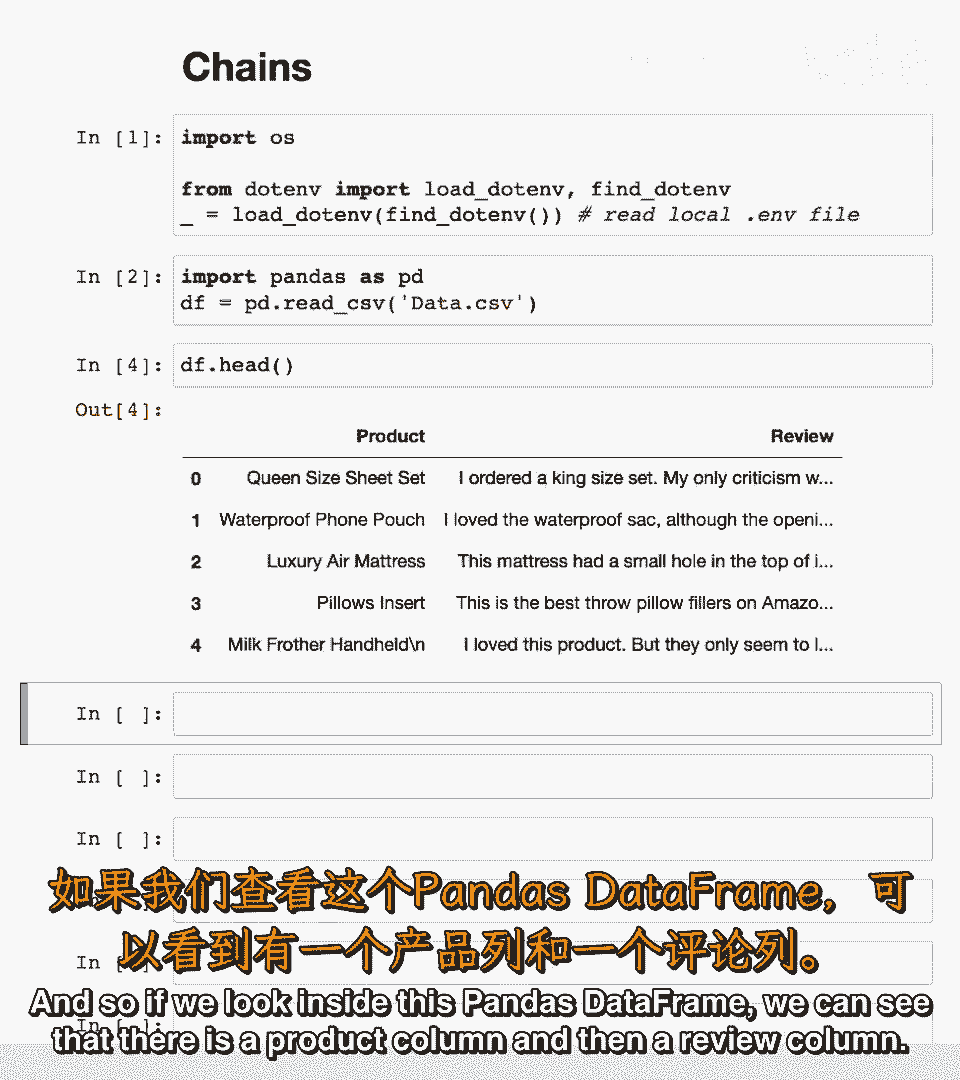 Chains
In [1]: import os
from dotenv import load_dotenv, find_dotenv
_ = load_dotenv(find_dotenv()) # read local .env file
In [2]: import pandas as pd
df = pd.read_csv('Data.csv')
In [4]: df.head()
Out[4]:
Product Review
0 Queen Size Sheet Set I ordered a king size set. My only criticism w...
1 Waterproof Phone Pouch I loved the waterproof sac, although the openi...
2 Luxury Air Mattress This mattress had a small hole in the top of i...
3 Pillows Insert This is the best throw pillow fillers on Amazo...
4 Milk Frother Handheld\n I loved this product. But they only seem to l...
In [ ]:
In [ ]:
In [ ]:
如果我们查看这个Pandas DataFrame，可
以看到有一个产品列和一个评论列。
In [ ]:
And so if we look inside this Pandas DataFrame, we can see
that there is a product column and then a review column.